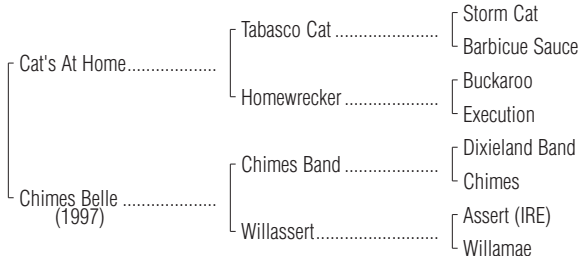 Storm Cat
Tabasco Cat ....................
Barbicue Sauce
Cat's At Home.................
Buckaroo
Homewrecker ..................
Execution
Dixieland Band
Chimes Band ..................
Chimes
Chimes Belle ..................
(1997)
Assert (IRE)
Willassert.......................
Willamae